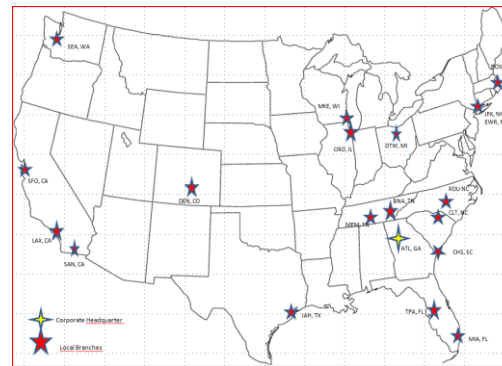 SEA, WA
BOS,
MKE, WI
JFK, NY
EWR, N
ORD, IL
DTW, MI
SFO, CA
DEN, CO
RDU NC
BNA, TN
MEM, TN
CLT, NC
LAX, CA
ATL, GA
SAN, CA
OHS, SC
IAH, TX
TPA, FL
Corporate Headquarter
MIA, FL
Local Branches